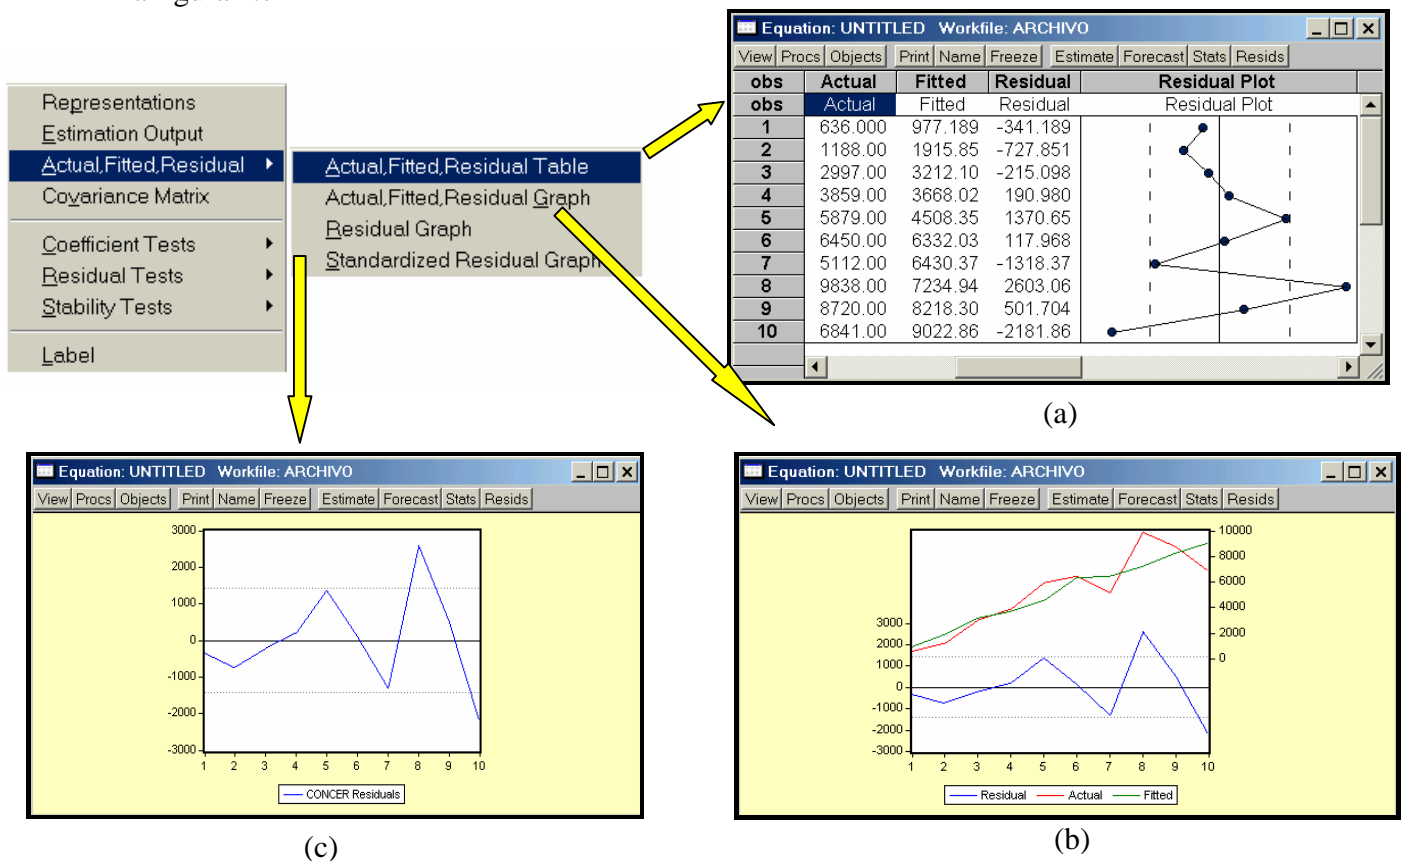 Representations
Estimation Output
Actual,Fitted,Residual
Covariance Matrix
Coefficient Tests
Residual Tests
Stability Tests
Label
Actual,Fitted,Residual Table
Actual,Fitted,Residual Graph
Residual Graph
Standardized Residual Graph
Equation: UNTITLED Workfile: ARCHIVO
View Procs Objects Print Name Freeze Estimate Forecast Stats Resids
obs Actual Fitted Residual Residual Plot
obs Actual Fitted Residual Residual Plot
1 636.000 977.189 -341.189
2 1188.00 1915.85 -727.851
3 2997.00 3212.10 -215.098
4 3859.00 3668.02 190.980
5 5879.00 4508.35 1370.65
6 6450.00 6332.03 117.968
7 5112.00 6430.37 -1318.37
8 9838.00 7234.94 2603.06
9 8720.00 8218.30 501.704
10 6841.00 9022.86 -2181.86
(a)
Equation: UNTITLED Workfile: ARCHIVO
View Procs Objects Print Name Freeze Estimate Forecast Stats Resids
3000
2000
1000
0
-1000
-2000
-3000
1 2 3 4 5 6 7 8 9 10
CONCER Residuals
(c)
Equation: UNTITLED Workfile: ARCHIVO
View Procs Objects Print Name Freeze Estimate Forecast Stats Resids
10000
8000
6000
4000
2000
0
3000
2000
1000
0
-1000
-2000
-3000
1 2 3 4 5 6 7 8 9 10
Residual Actual Fitted
(b)